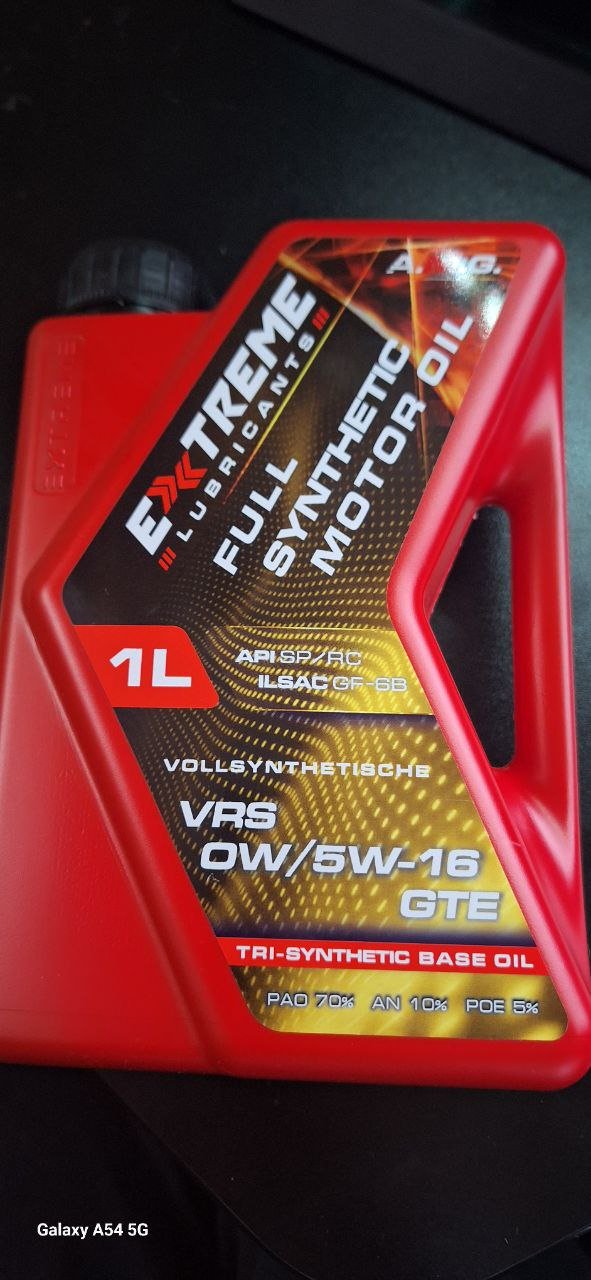 EXTREME
LUBRICANTS
FULL
SYNTHETIC
MOTOR OIL
1L
API SP/RC
ILSAC GF-6B
VOLLSYNTHETISCHE
VRS
0W/5W-16
GTE
TRI-SYNTHETIC BASE OIL
PAO 70% AN 10% POE 5%
Galaxy A54 5G